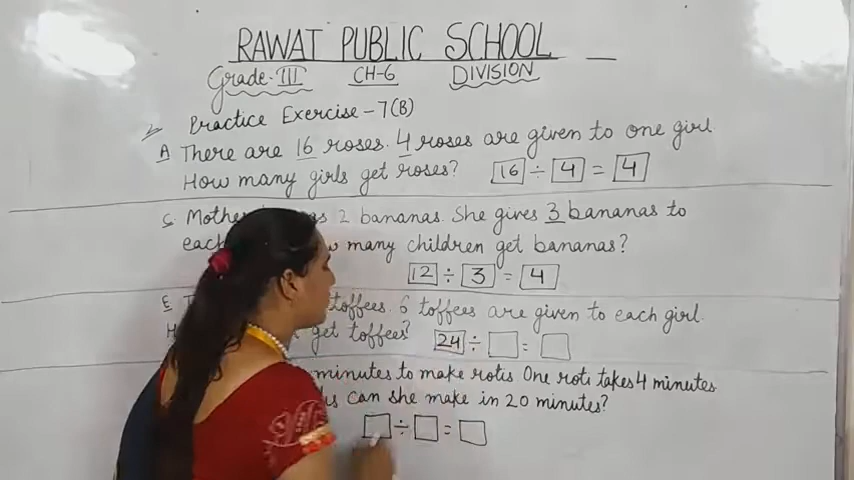 RAWAT PUBLIC SCHOOL
Grade-III CH-6 DIVISION
Practice Exercise-7(B)
A There are 16 roses. 4 roses are given to one girl.
How many girls get roses? 16 ÷ 4 = 4
C 2 bananas. She gives 3 bananas to
many children get bananas?
12 ÷ 3 = 4
E toffees. 6 toffees are given to each girl.
get toffees? 24 ÷ =
minutes to make rotis One roti takes 4 minutes
can she make in 20 minutes?
÷ =